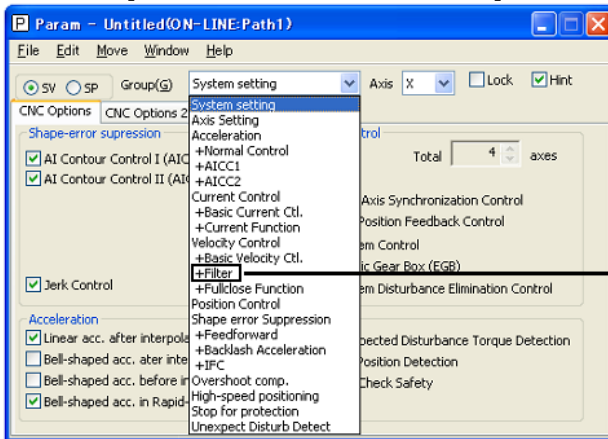 Param - Untitled(ON-LINE:Path1)
File Edit Move Window Help
SV SP Group(G) System setting Axis X Lock Hint
CNC Options CNC Options 2
System setting
Axis Setting
Acceleration
+Normal Control
+AICC1
+AICC2
Current Control
+Basic Current Ctl.
+Current Function
Velocity Control
+Basic Velocity Ctl.
+Filter
+Fullclose Function
Position Control
Shape error Suppression
+Feedforward
+Backlash Acceleration
+IFC
Overshoot comp.
High-speed positioning
Stop for protection
Unexpect Disturb Detect
Shape-error supression
AI Contour Control I (AIC
AI Contour Control II (AI
Jerk Control
Acceleration
Linear acc. after interpola
Bell-shaped acc. ater inte
Bell-shaped acc. before in
Bell-shaped acc. in Rapid-
trol
Total 4 axes
Axis Synchronization Control
Position Feedback Control
em Control
ic Gear Box (EGB)
em Disturbance Elimination Control
pected Disturbance Torque Detection
Position Detection
Check Safety